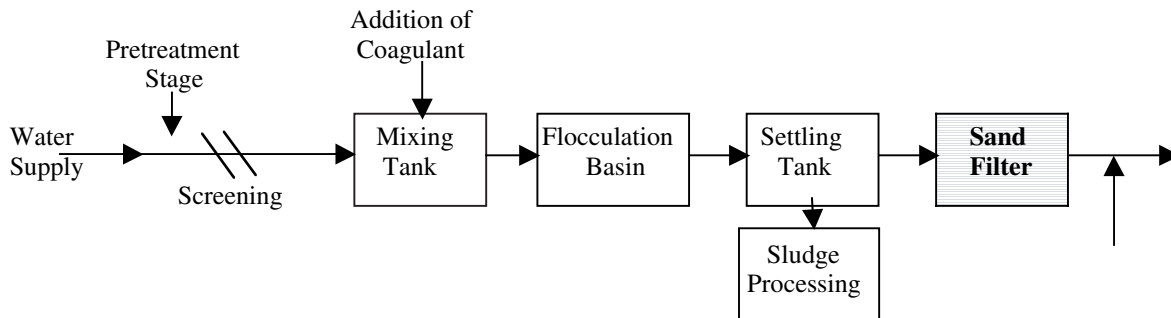 Addition of
Coagulant
Pretreatment
Stage
Water
Supply
Screening
Mixing
Tank
Flocculation
Basin
Settling
Tank
Sand
Filter
Sludge
Processing